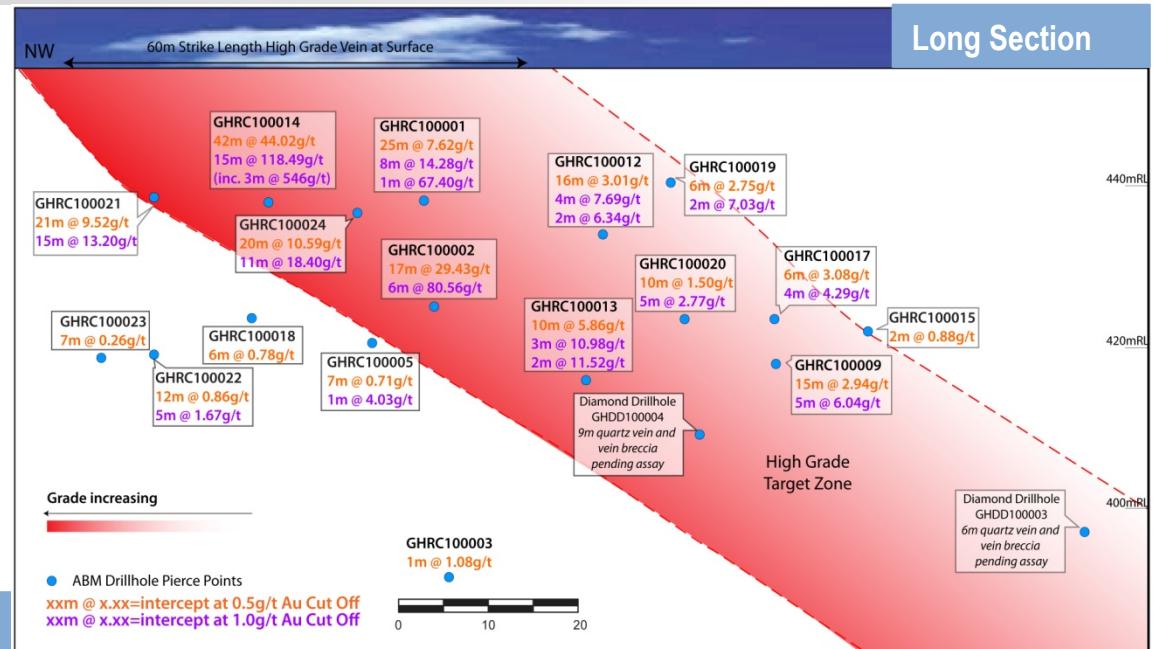 Long Section
NW
60m Strike Length High Grade Vein at Surface
GHRC100014
42m @ 44.02g/t
15m @ 118.49g/t
(inc. 3m @ 546g/t)
GHRC100001
25m @ 7.62g/t
8m @ 14.28g/t
1m @ 67.40g/t
GHRC100012
16m @ 3.01g/t
4m @ 7.69g/t
2m @ 6.34g/t
GHRC100019
6m @ 2.75g/t
2m @ 7.03g/t
440mRL
GHRC100021
21m @ 9.52g/t
15m @ 13.20g/t
GHRC100024
20m @ 10.59g/t
11m @ 18.40g/t
GHRC100002
17m @ 29.43g/t
6m @ 80.56g/t
GHRC100020
10m @ 1.50g/t
5m @ 2.77g/t
GHRC100017
6m @ 3.08g/t
4m @ 4.29g/t
GHRC100015
2m @ 0.88g/t
420mRL
GHRC100023
7m @ 0.26g/t
GHRC100018
6m @ 0.78g/t
GHRC100013
10m @ 5.86g/t
3m @ 10.98g/t
2m @ 11.52g/t
GHRC100022
12m @ 0.86g/t
5m @ 1.67g/t
GHRC100005
7m @ 0.71g/t
1m @ 4.03g/t
GHRC100009
15m @ 2.94g/t
5m @ 6.04g/t
Diamond Drillhole
GHDD100004
9m quartz vein and
vein breccia
pending assay
High Grade
Target Zone
400mRL
Diamond Drillhole
GHDD100003
6m quartz vein and
vein breccia
pending assay
Grade increasing
GHRC100003
1m @ 1.08g/t
ABM Drillhole Pierce Points
xxm @ x.xx=intercept at 0.5g/t Au Cut Off
xxm @ x.xx=intercept at 1.0g/t Au Cut Off
0 10 20